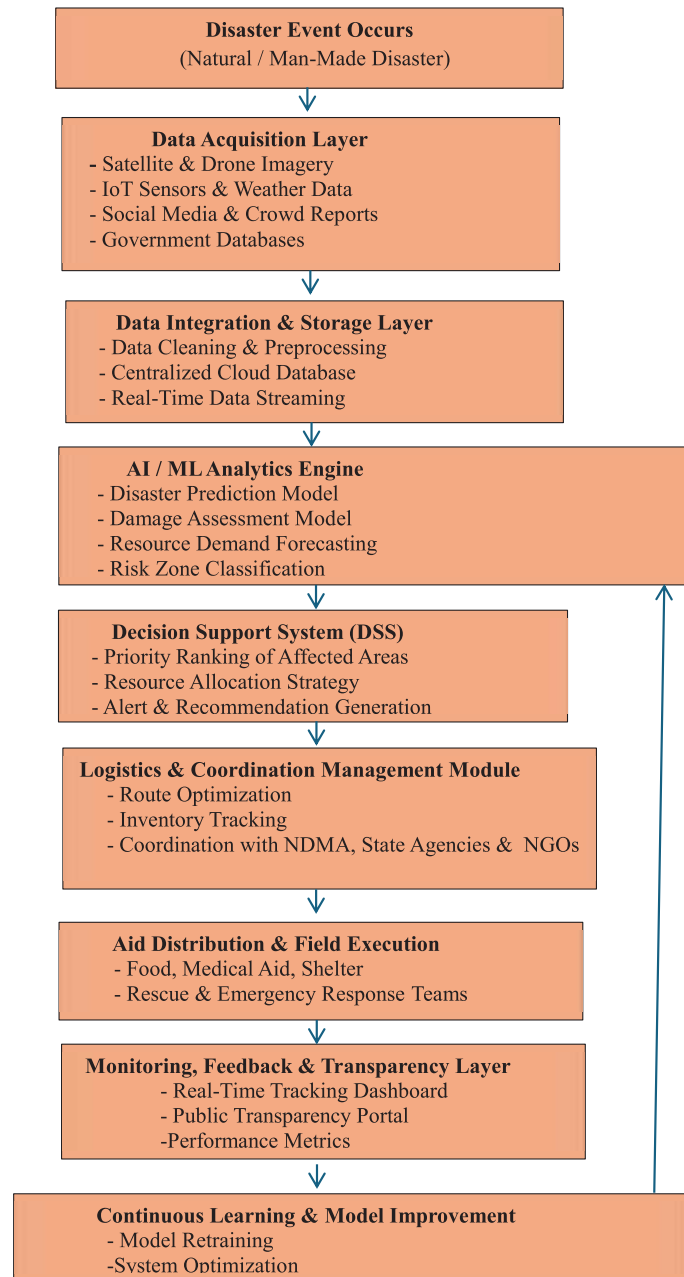 Disaster Event Occurs
(Natural / Man-Made Disaster)
Data Acquisition Layer
- Satellite & Drone Imagery
- IoT Sensors & Weather Data
- Social Media & Crowd Reports
- Government Databases
Data Integration & Storage Layer
- Data Cleaning & Preprocessing
- Centralized Cloud Database
- Real-Time Data Streaming
AI / ML Analytics Engine
- Disaster Prediction Model
- Damage Assessment Model
- Resource Demand Forecasting
- Risk Zone Classification
Decision Support System (DSS)
- Priority Ranking of Affected Areas
- Resource Allocation Strategy
- Alert & Recommendation Generation
Logistics & Coordination Management Module
- Route Optimization
- Inventory Tracking
- Coordination with NDMA, State Agencies &  NGOs
Aid Distribution & Field Execution
- Food, Medical Aid, Shelter
- Rescue & Emergency Response Teams
Monitoring, Feedback & Transparency Layer
- Real-Time Tracking Dashboard
- Public Transparency Portal
-Performance Metrics
Continuous Learning & Model Improvement
- Model Retraining
-System Optimization